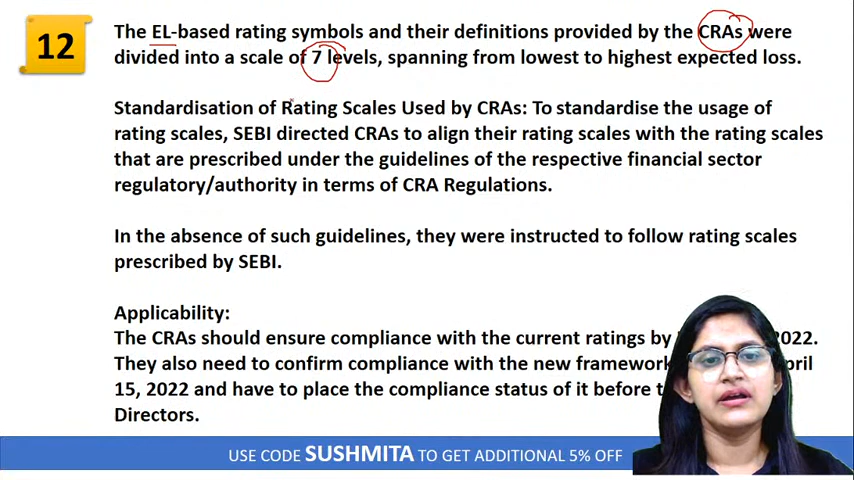 12
The EL-based rating symbols and their definitions provided by the CRAs were
divided into a scale of 7 levels, spanning from lowest to highest expected loss.
Standardisation of Rating Scales Used by CRAs: To standardise the usage of
rating scales, SEBI directed CRAs to align their rating scales with the rating scales
that are prescribed under the guidelines of the respective financial sector
regulatory/authority in terms of CRA Regulations.
In the absence of such guidelines, they were instructed to follow rating scales
prescribed by SEBI.
Applicability:
The CRAs should ensure compliance with the current ratings by 2022.
They also need to confirm compliance with the new framework
15, 2022 and have to place the compliance status of it before
Directors.
USE CODE SUSHMITA TO GET ADDITIONAL 5% OFF